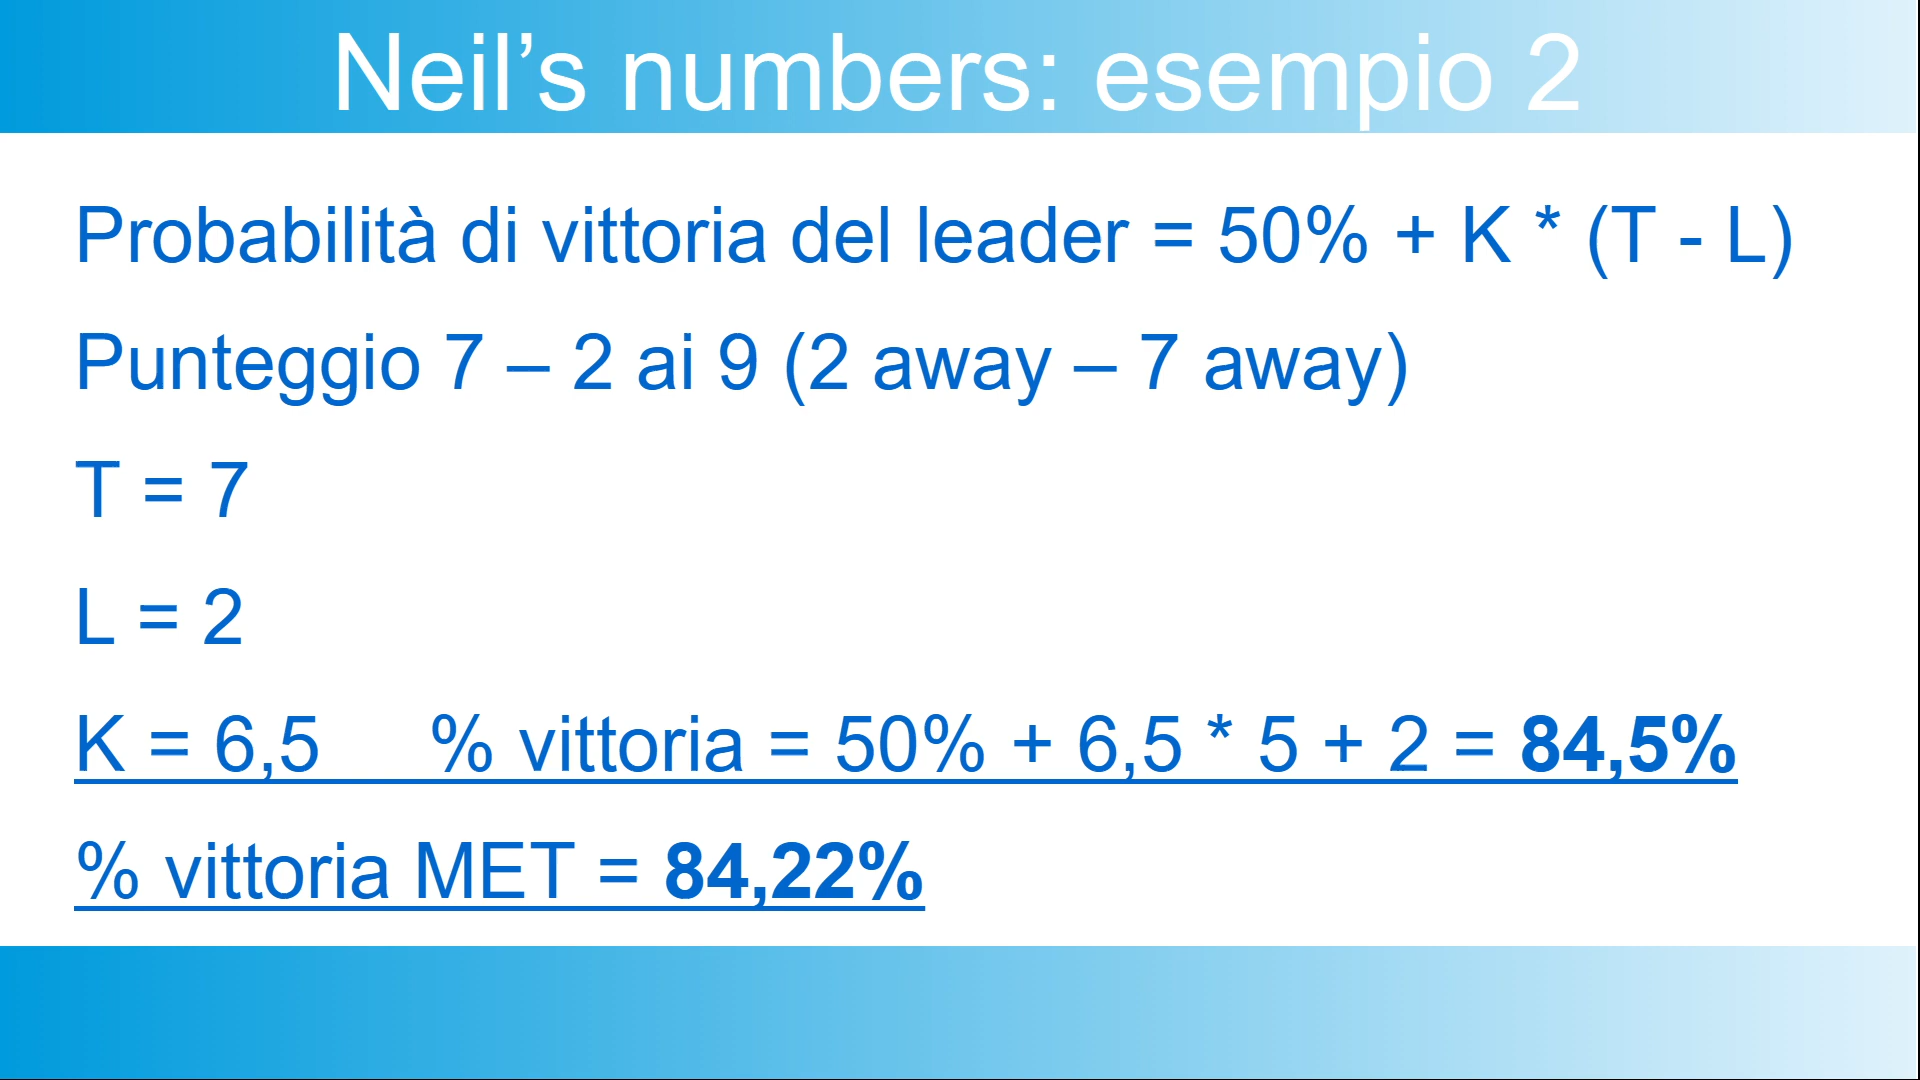 Neil’s numbers: esempio 2
Probabilità di vittoria del leader = 50% + K * (T - L)
Punteggio 7 – 2 ai 9 (2 away – 7 away)
T = 7
L = 2
K = 6,5 % vittoria = 50% + 6,5 * 5 + 2 = 84,5%
% vittoria MET = 84,22%